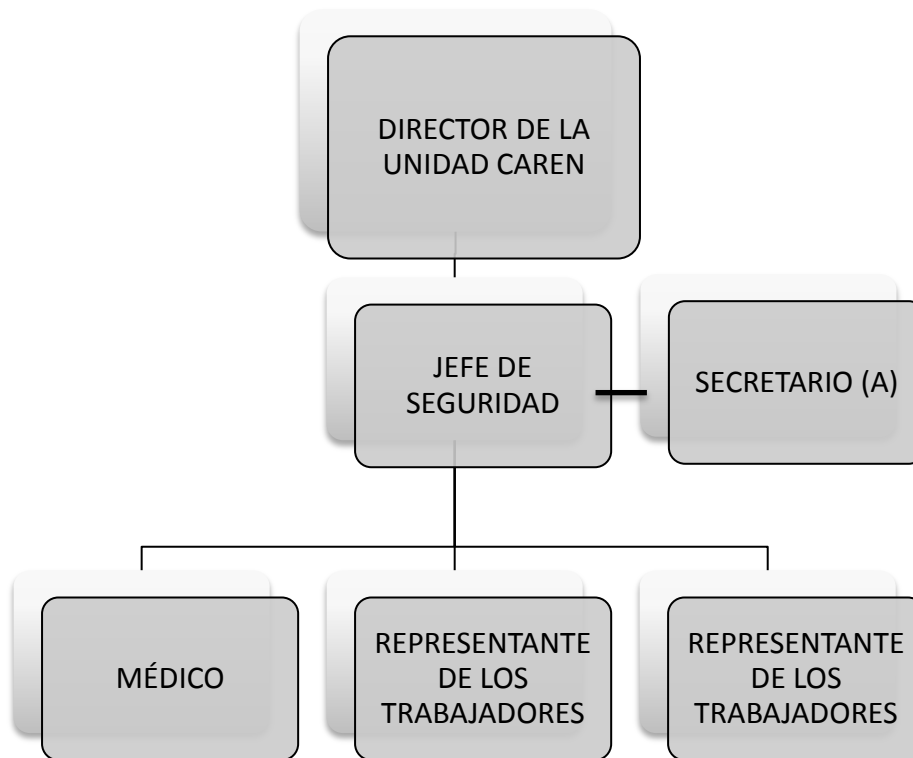 DIRECTOR DE LA
UNIDAD CAREN
JEFE DE
SEGURIDAD
SECRETARIO (A)
MÉDICO
REPRESENTANTE
DE LOS
TRABAJADORES
REPRESENTANTE
DE LOS
TRABAJADORES